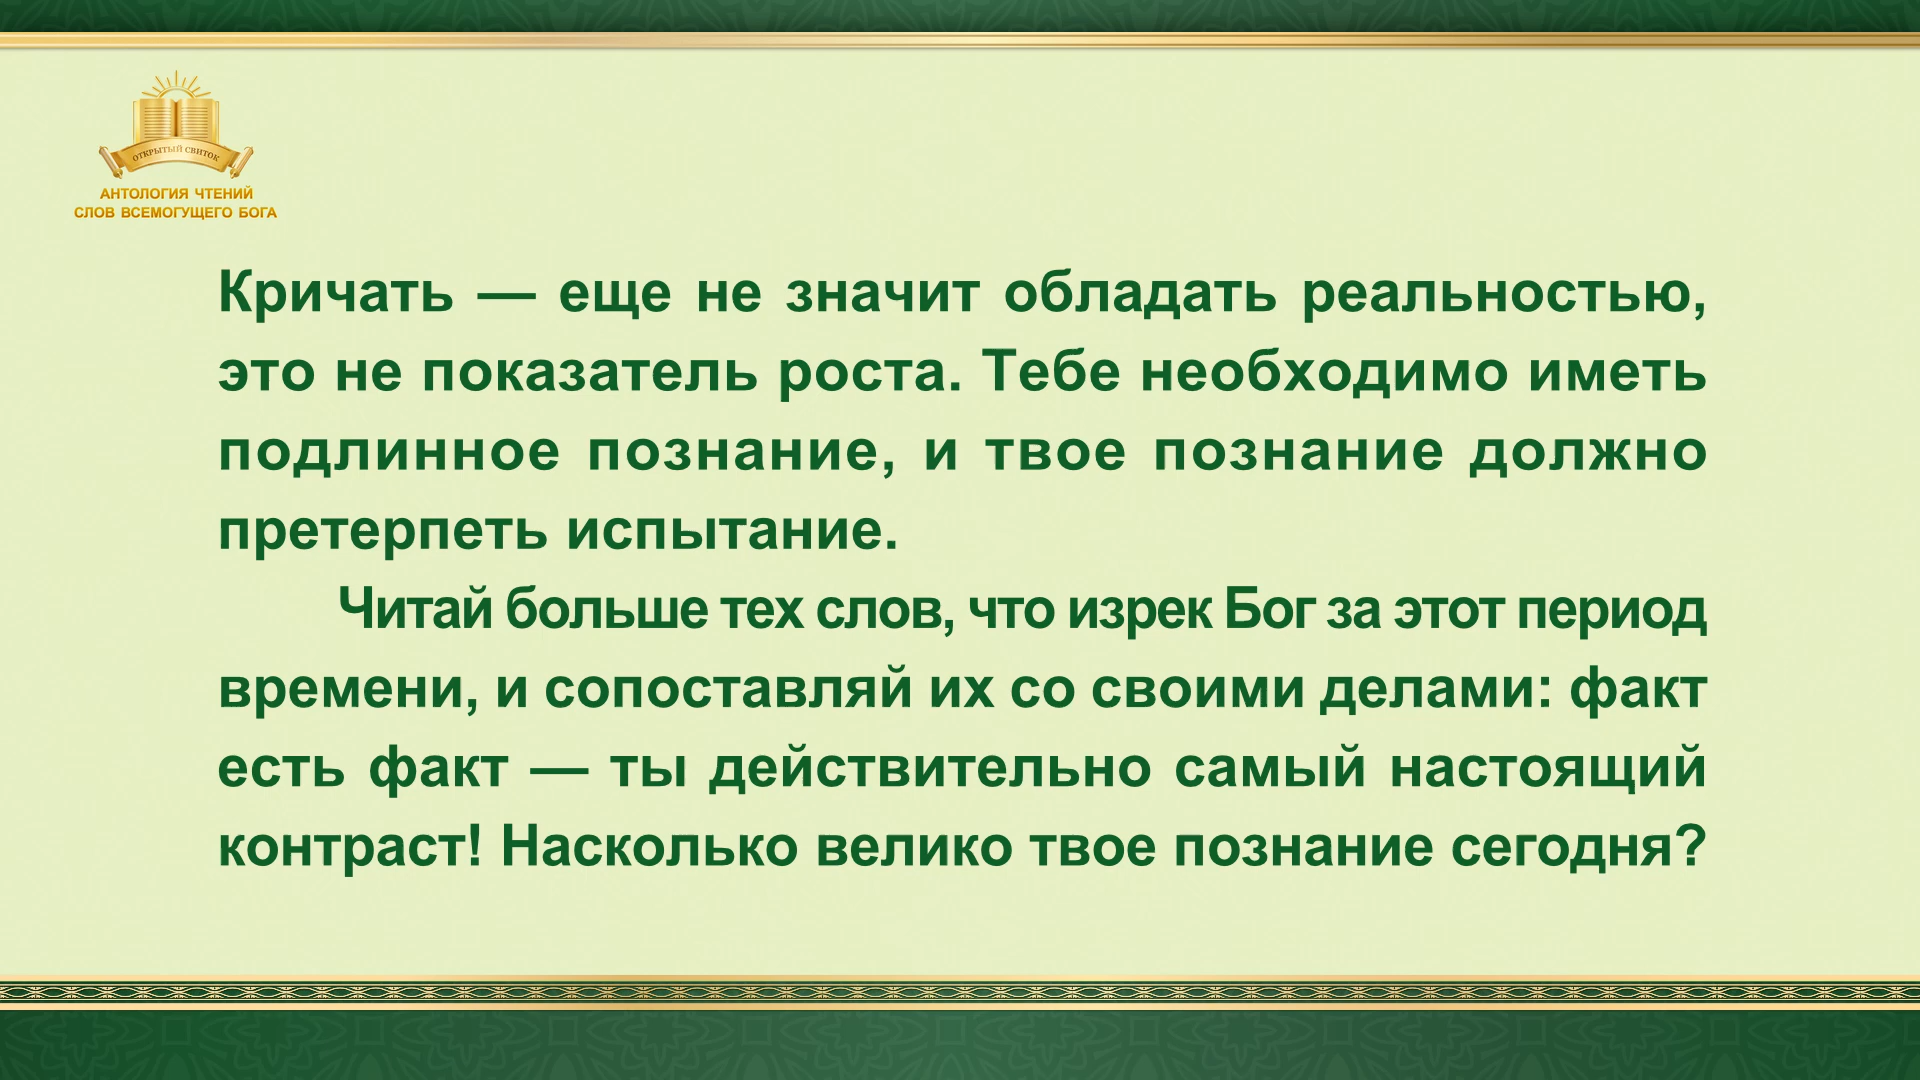 ОТКРЫТЫЙ СВИТОК
АНТОЛОГИЯ ЧТЕНИЙ
СЛОВ ВСЕМОГУЩЕГО БОГА
Кричать — еще не значит обладать реальностью,
это не показатель роста. Тебе необходимо иметь
подлинное познание, и твое познание должно
претерпеть испытание.
Читай больше тех слов, что изрек Бог за этот период
времени, и сопоставляй их со своими делами: факт
есть факт — ты действительно самый настоящий
контраст! Насколько велико твое познание сегодня?